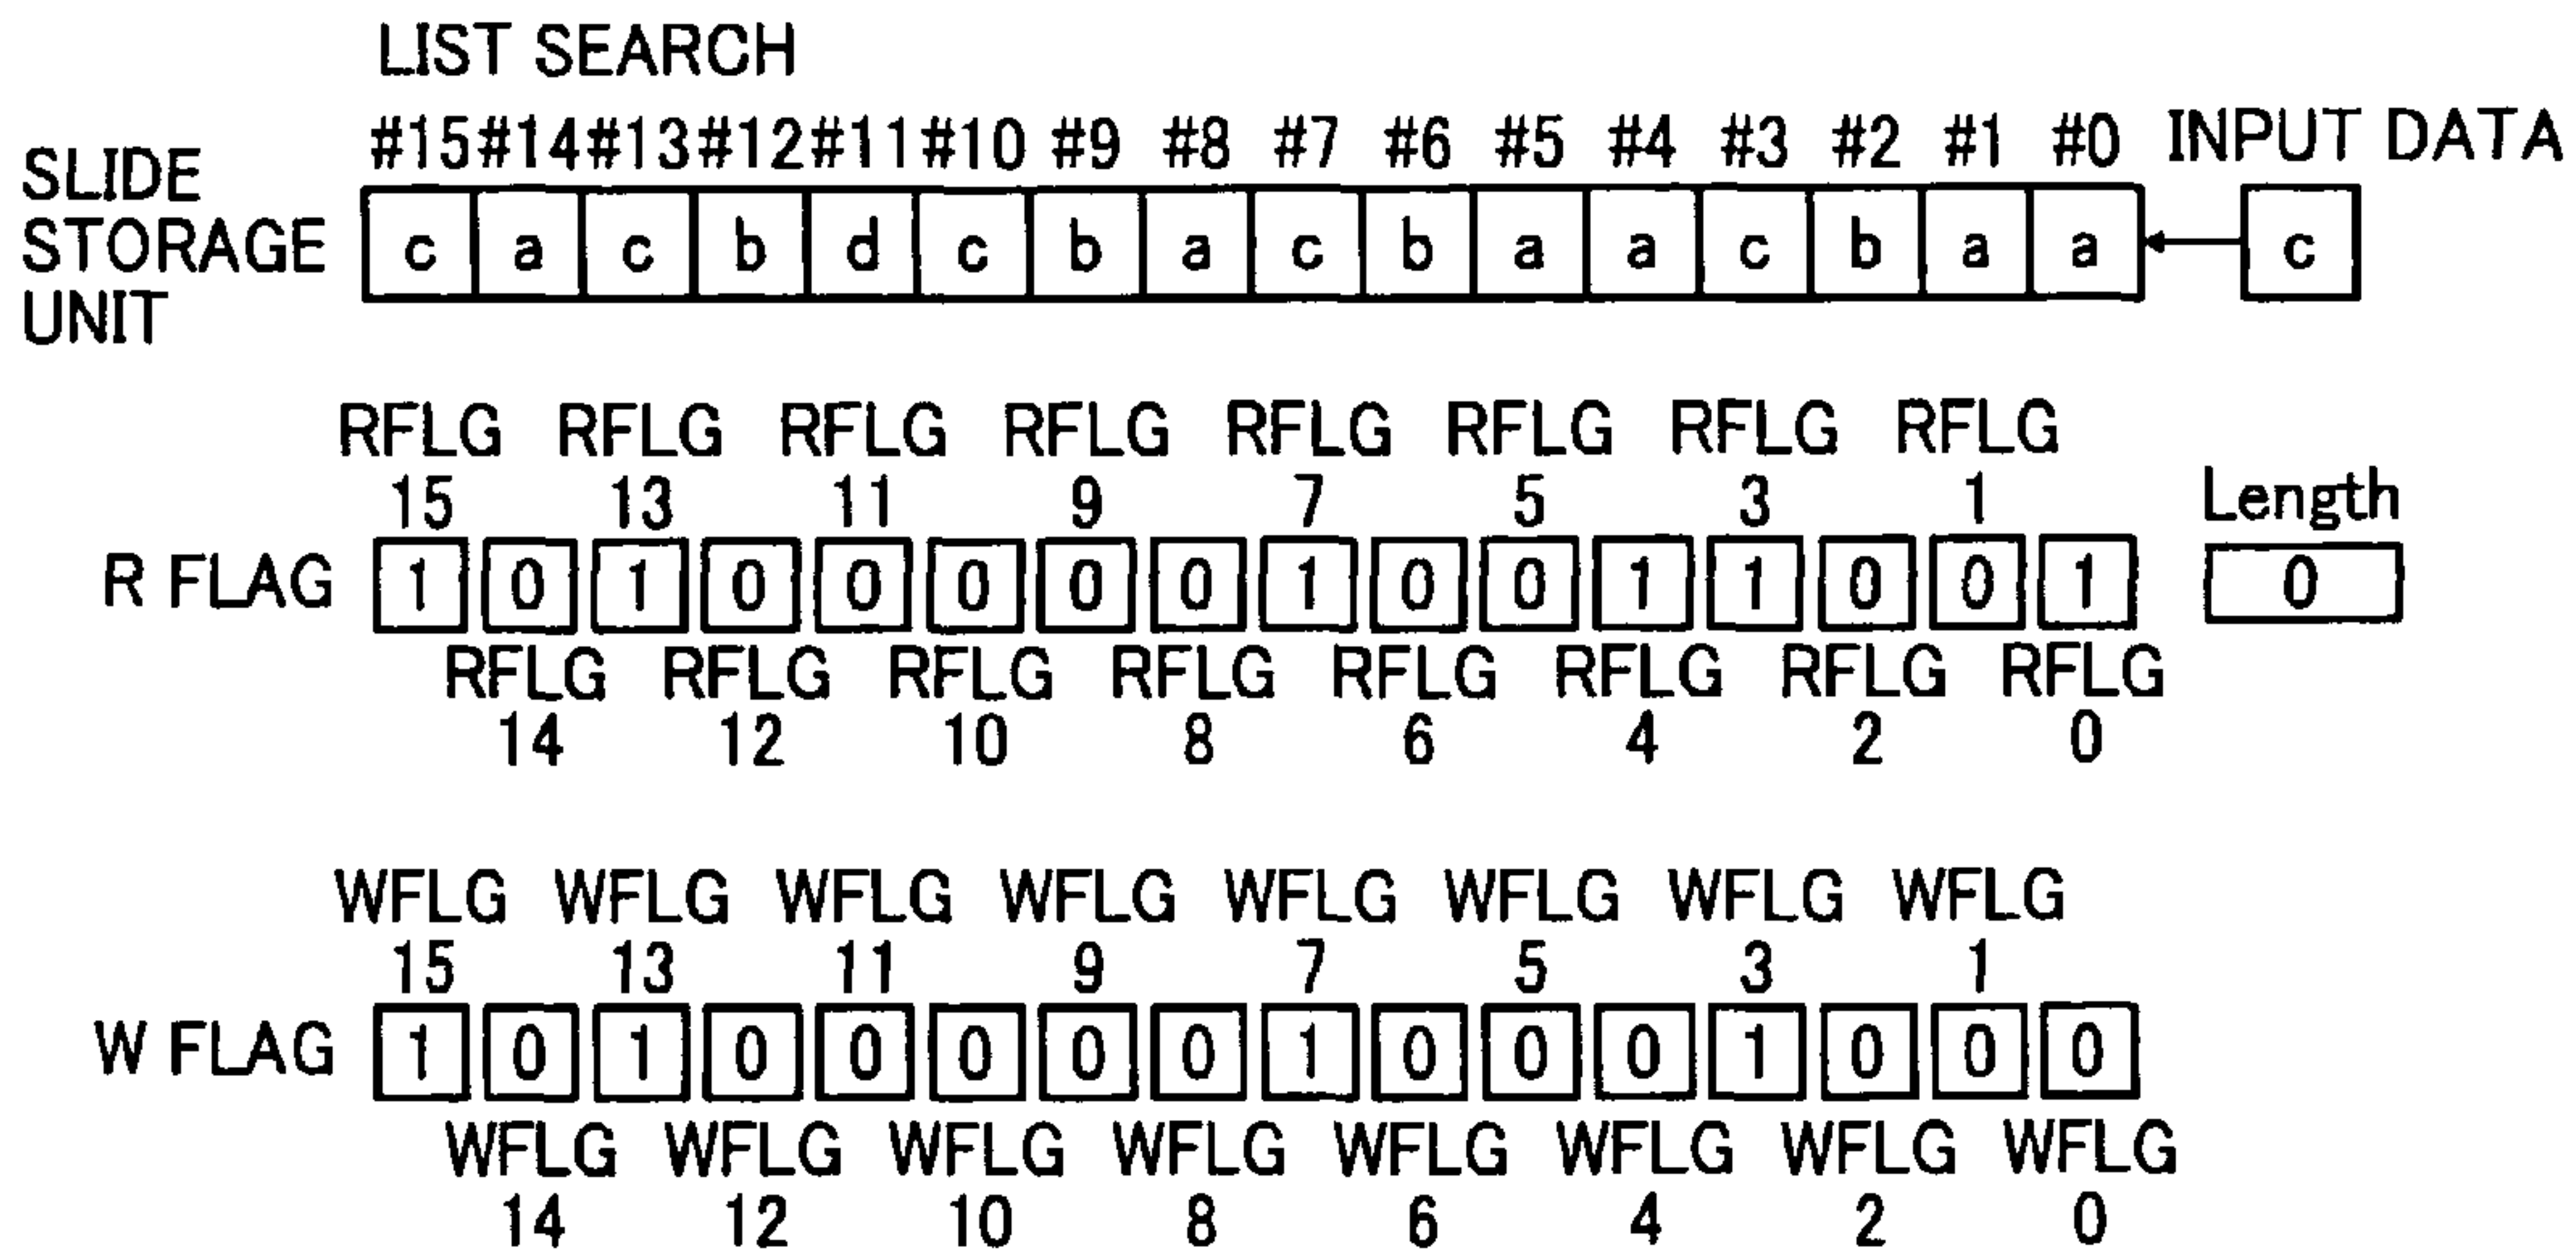 LIST SEARCH
#15 #14 #13 #12 #11 #10 #9 #8 #7 #6 #5 #4 #3 #2 #1 #0 INPUT DATA
SLIDE
STORAGE
UNIT
c a c b d c b a c b a a c b a a c
RFLG RFLG RFLG RFLG RFLG RFLG RFLG RFLG
15 13 11 9 7 5 3 1 Length
R FLAG 1 0 1 0 0 0 0 0 1 0 0 1 1 0 0 1 0
RFLG RFLG RFLG RFLG RFLG RFLG RFLG RFLG
14 12 10 8 6 4 2 0
WFLG WFLG WFLG WFLG WFLG WFLG WFLG WFLG
15 13 11 9 7 5 3 1
W FLAG 1 0 1 0 0 0 0 0 1 0 0 0 1 0 0 0
WFLG WFLG WFLG WFLG WFLG WFLG WFLG WFLG
14 12 10 8 6 4 2 0